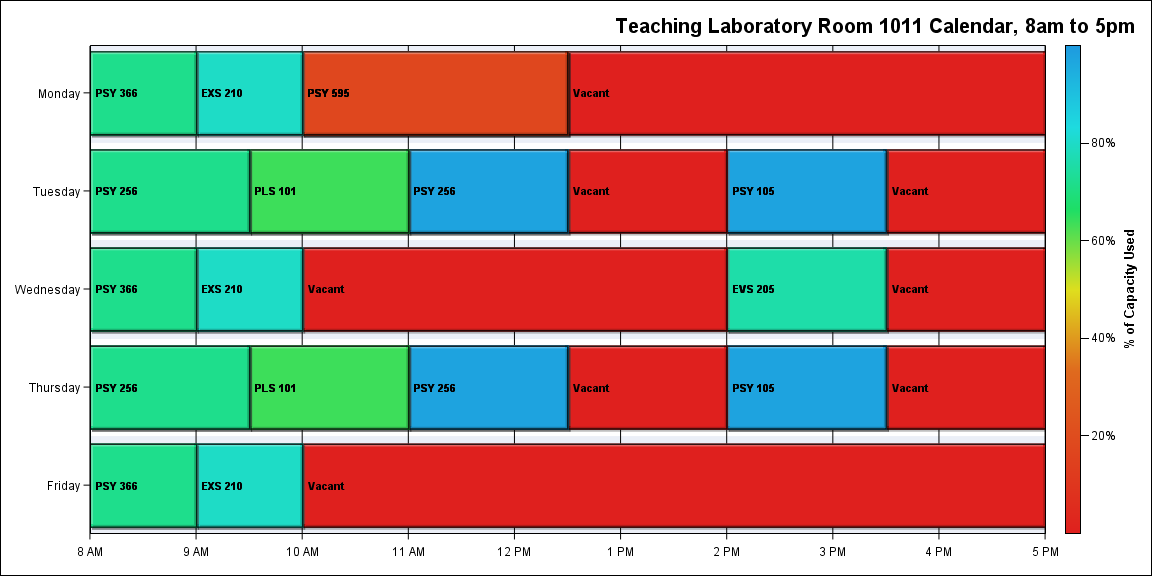 Teaching Laboratory Room 1011 Calendar, 8am to 5pm
Monday
PSY 366
EXS 210
PSY 595
Vacant
Tuesday
PSY 256
PLS 101
PSY 256
Vacant
PSY 105
Vacant
Wednesday
PSY 366
EXS 210
Vacant
EVS 205
Vacant
Thursday
PSY 256
PLS 101
PSY 256
Vacant
PSY 105
Vacant
Friday
PSY 366
EXS 210
Vacant
8 AM
9 AM
10 AM
11 AM
12 PM
1 PM
2 PM
3 PM
4 PM
5 PM
80%
60%
40%
20%
% of Capacity Used